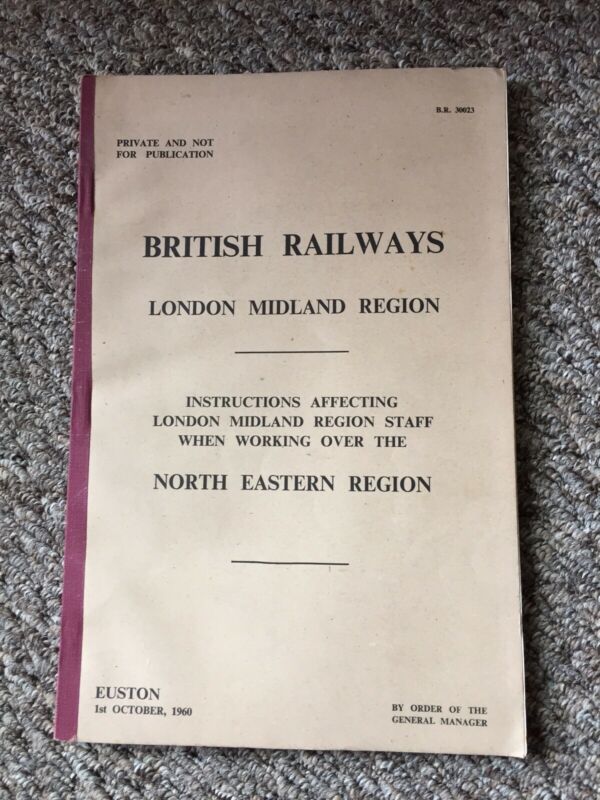 B.R. 30023
PRIVATE AND NOT
FOR PUBLICATION
BRITISH RAILWAYS
LONDON MIDLAND REGION
INSTRUCTIONS AFFECTING
LONDON MIDLAND REGION STAFF
WHEN WORKING OVER THE
NORTH EASTERN REGION
EUSTON
1st OCTOBER, 1960
BY ORDER OF THE
GENERAL MANAGER